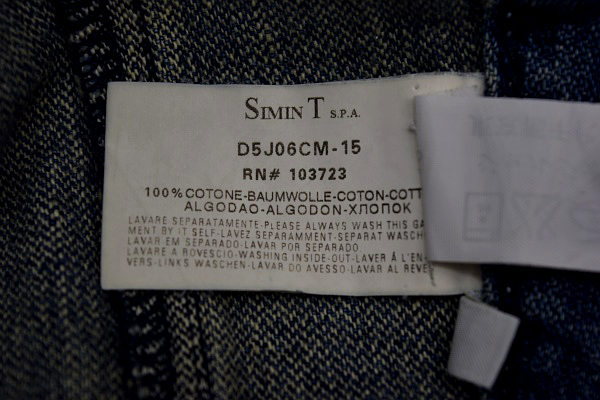 SIMIN T S.P.A.
D5J06CM-15
RN# 103723
100% COTONE-BAUMWOLLE-COTON-COTT
ALGODAO-ALGODON-ХЛОПОК
LAVARE SEPARATAMENTE-PLEASE ALWAYS WASH THIS GA
MENT BY IT SELF-LAVEZ SEPARAMMENT-SEPARAT WASCH
LAVAR EM SEPARADO-LAVAR POR SEPARADO
LAVARE A ROVESCIO-WASHING INSIDE-OUT-LAVER À L'EN
VERS-LINKS WASCHEN-LAVAR DO AVESSO-LAVAR AL REVE